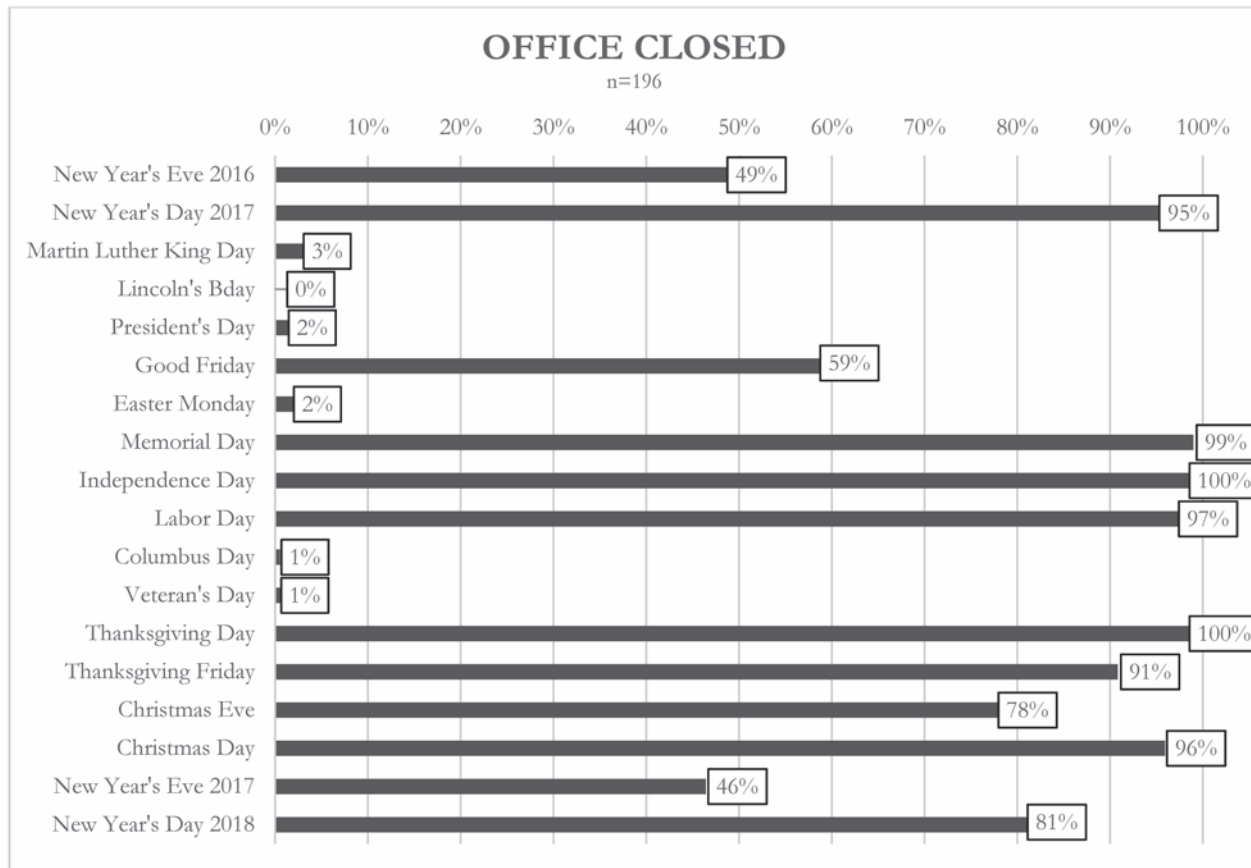 OFFICE CLOSED
n=196
0% 10% 20% 30% 40% 50% 60% 70% 80% 90% 100%
New Year's Eve 2016 49%
New Year's Day 2017 95%
Martin Luther King Day 3%
Lincoln's Bday 0%
President's Day 2%
Good Friday 59%
Easter Monday 2%
Memorial Day 99%
Independence Day 100%
Labor Day 97%
Columbus Day 1%
Veteran's Day 1%
Thanksgiving Day 100%
Thanksgiving Friday 91%
Christmas Eve 78%
Christmas Day 96%
New Year's Eve 2017 46%
New Year's Day 2018 81%